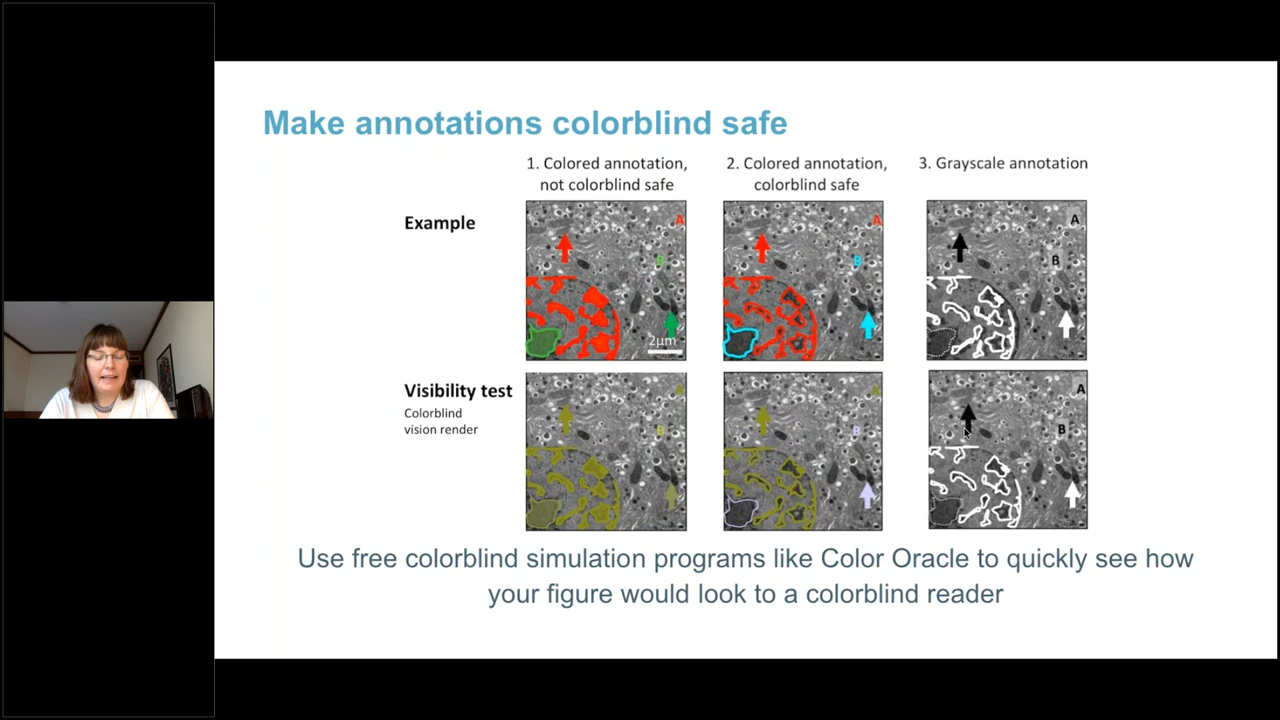 Make annotations colorblind safe
1. Colored annotation,
not colorblind safe
2. Colored annotation,
colorblind safe
3. Grayscale annotation
Example
A
B
2µm
A
B
A
B
Visibility test
Colorblind
vision render
A
B
A
B
A
B
Use free colorblind simulation programs like Color Oracle to quickly see how
your figure would look to a colorblind reader